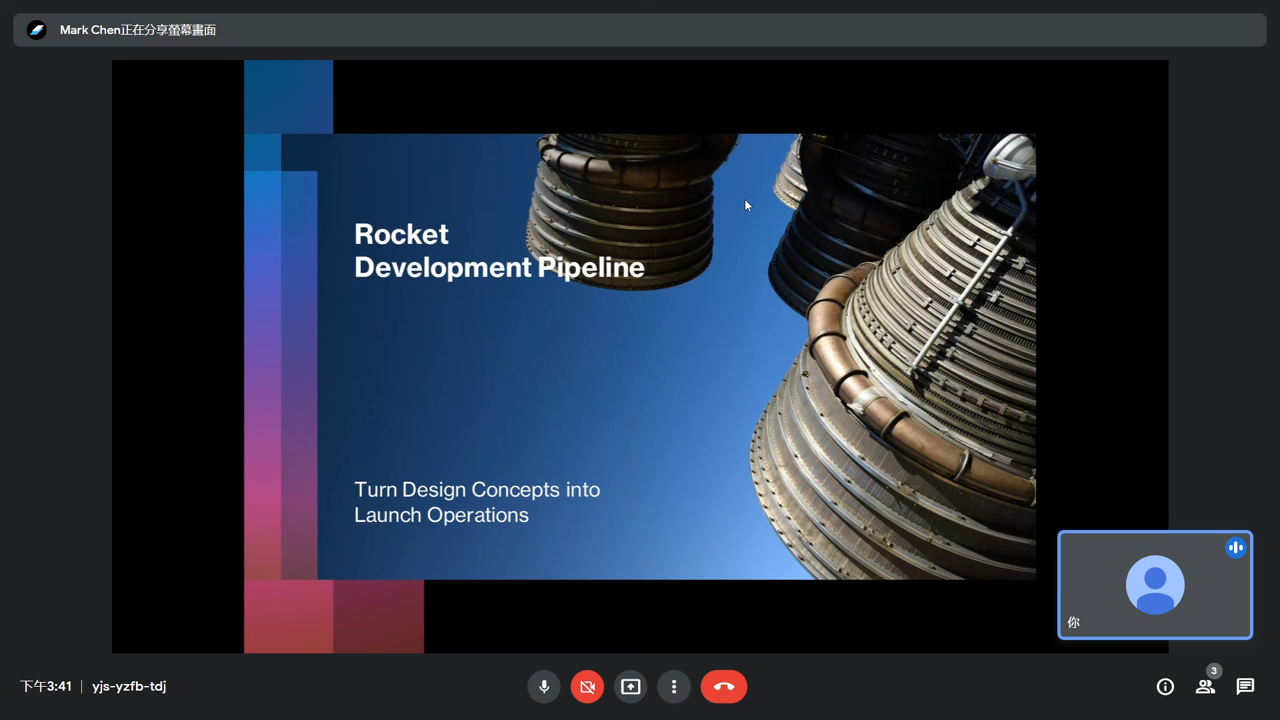 Mark Chen正在分享螢幕畫面
Rocket
Development Pipeline
Turn Design Concepts into
Launch Operations
你
下午3:41 | yjs-yzfb-tdj
3